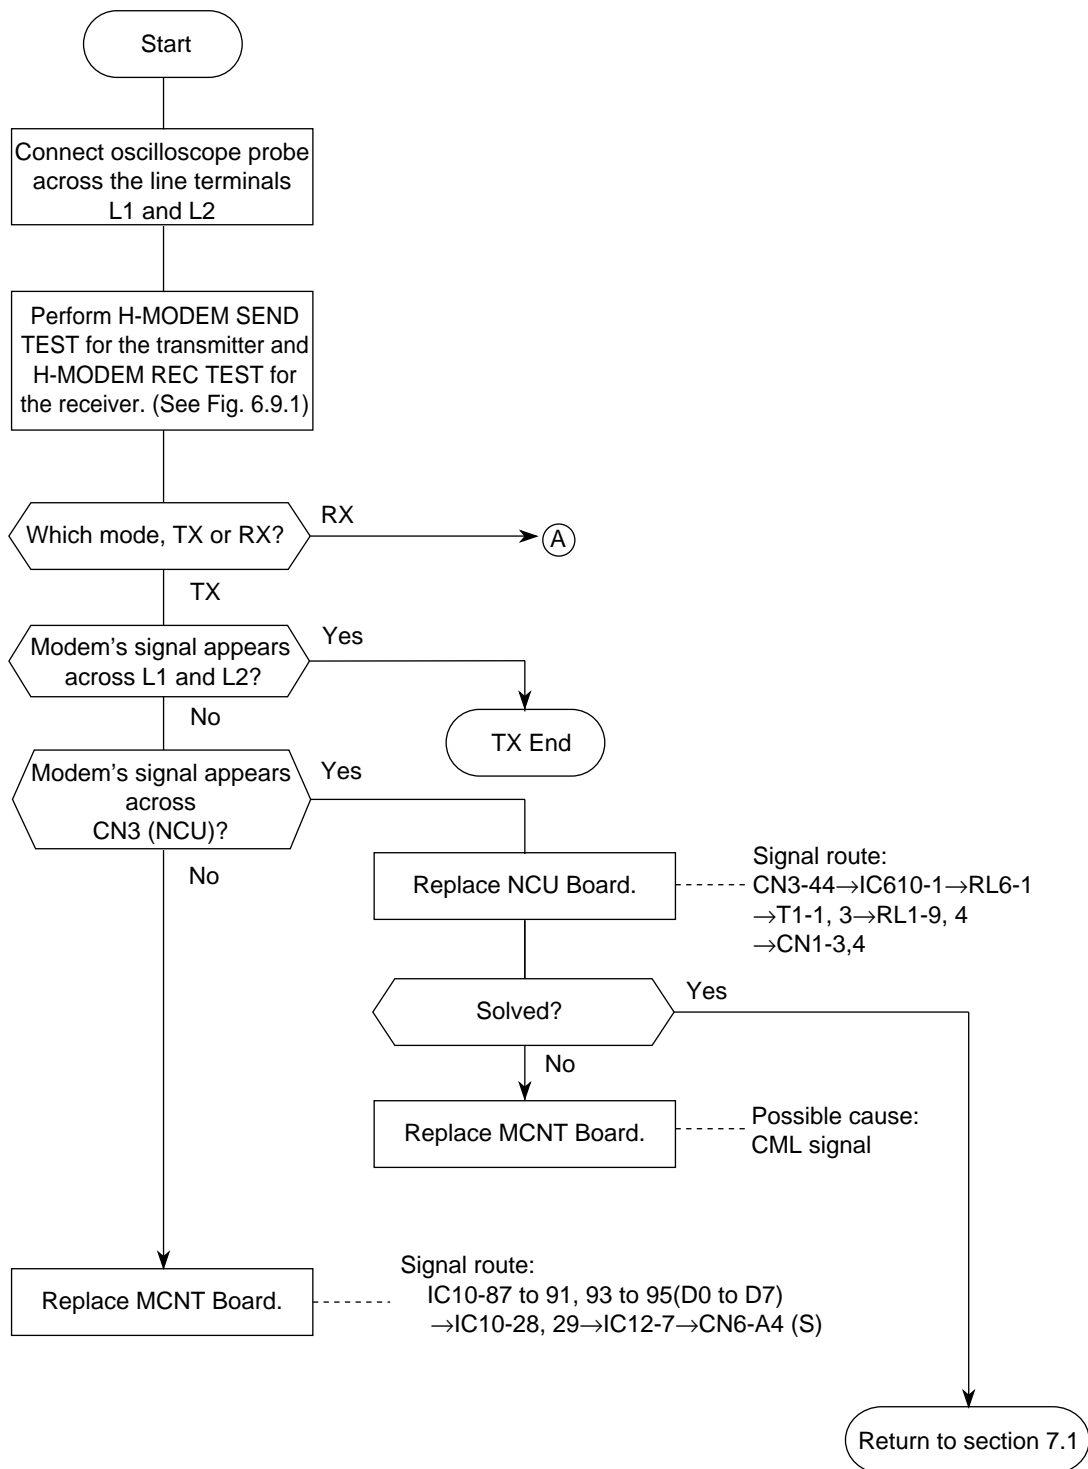 Start
Connect oscilloscope probe
across the line terminals
L1 and L2
Perform H-MODEM SEND
TEST for the transmitter and
H-MODEM REC TEST for
the receiver. (See Fig. 6.9.1)
Which mode, TX or RX?
RX
A
TX
Modem's signal appears
across L1 and L2?
Yes
No
TX End
Modem's signal appears
across
CN3 (NCU)?
Yes
No
Replace NCU Board.
Signal route:
CN3-44→IC610-1→RL6-1
→T1-1, 3→RL1-9, 4
→CN1-3,4
Solved?
Yes
No
Replace MCNT Board.
Possible cause:
CML signal
Replace MCNT Board.
Signal route:
IC10-87 to 91, 93 to 95(D0 to D7)
→IC10-28, 29→IC12-7→CN6-A4 (S)
Return to section 7.1